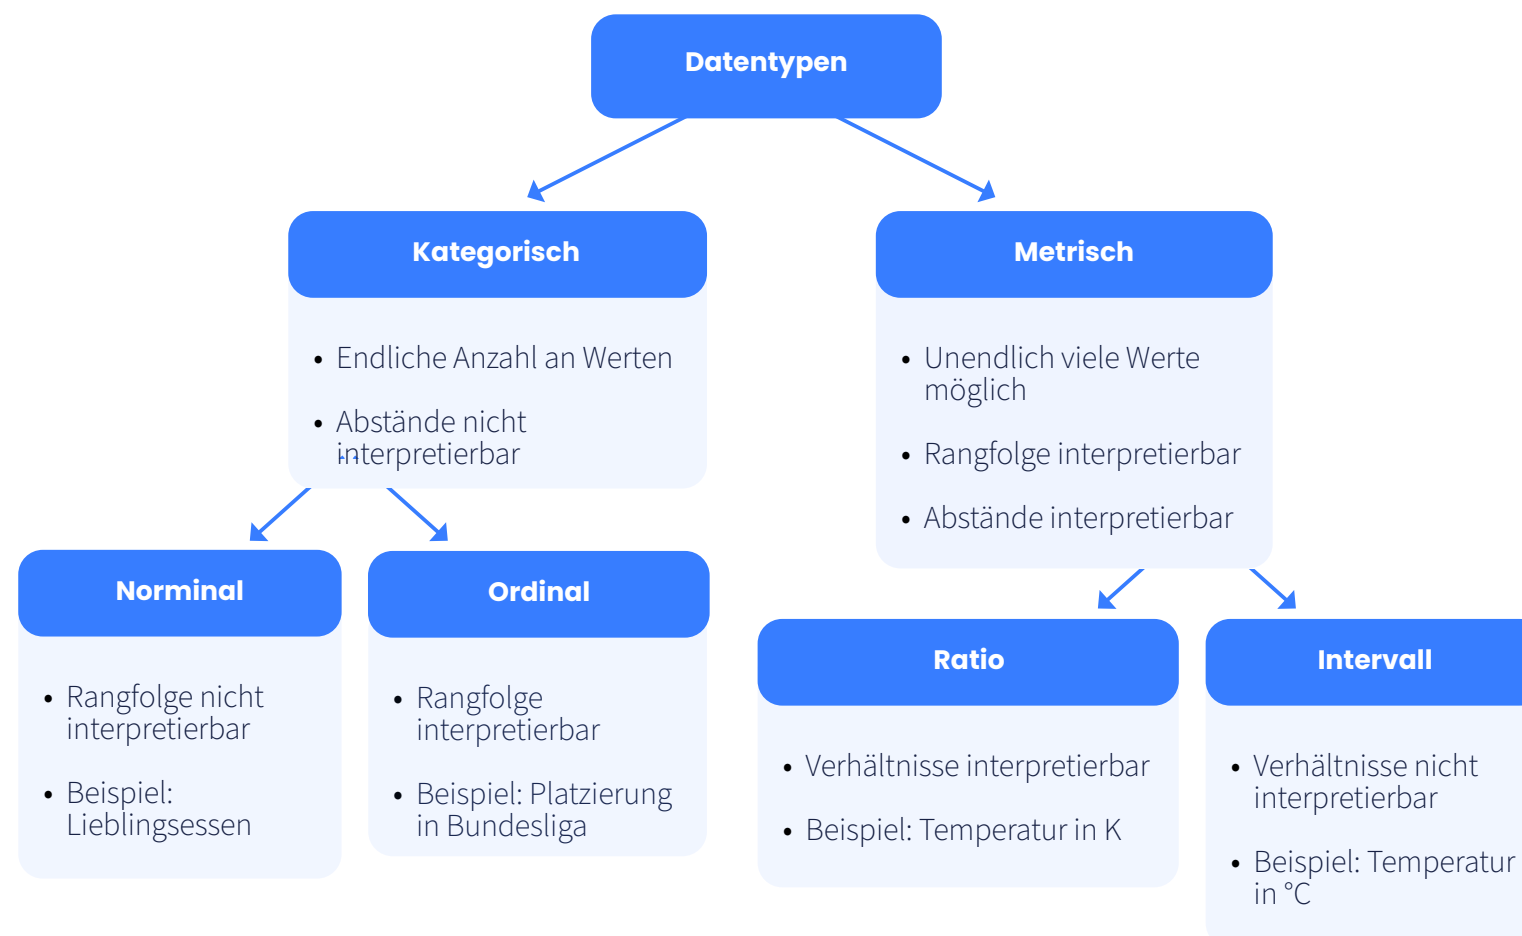 Datentypen
Kategorisch
• Endliche Anzahl an Werten
• Abstände nicht
interpretierbar
Metrisch
• Unendlich viele Werte
möglich
• Rangfolge interpretierbar
• Abstände interpretierbar
Norminal
• Rangfolge nicht
interpretierbar
• Beispiel:
Lieblingsessen
Ordinal
• Rangfolge
interpretierbar
• Beispiel: Platzierung
in Bundesliga
Ratio
• Verhältnisse interpretierbar
• Beispiel: Temperatur in K
Intervall
• Verhältnisse nicht
interpretierbar
• Beispiel: Temperatur
in °C